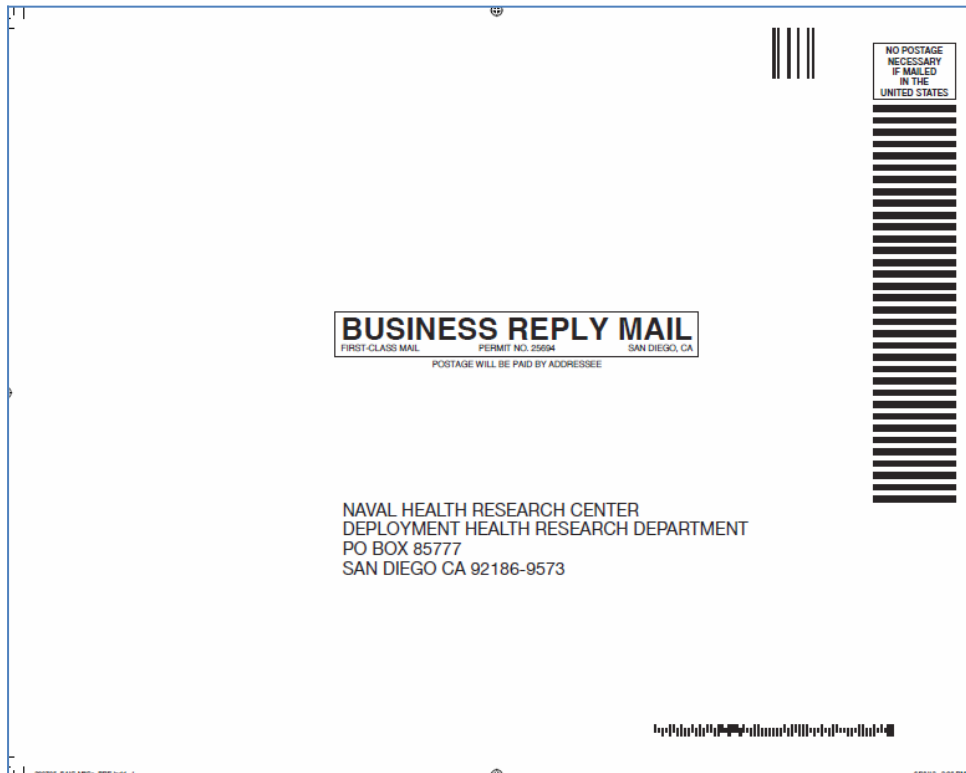 NO POSTAGE
NECESSARY
IF MAILED
IN THE
UNITED STATES
BUSINESS REPLY MAIL
FIRST-CLASS MAIL PERMIT NO. 25694 SAN DIEGO, CA
POSTAGE WILL BE PAID BY ADDRESSEE
NAVAL HEALTH RESEARCH CENTER
DEPLOYMENT HEALTH RESEARCH DEPARTMENT
PO BOX 85777
SAN DIEGO CA 92186-9573